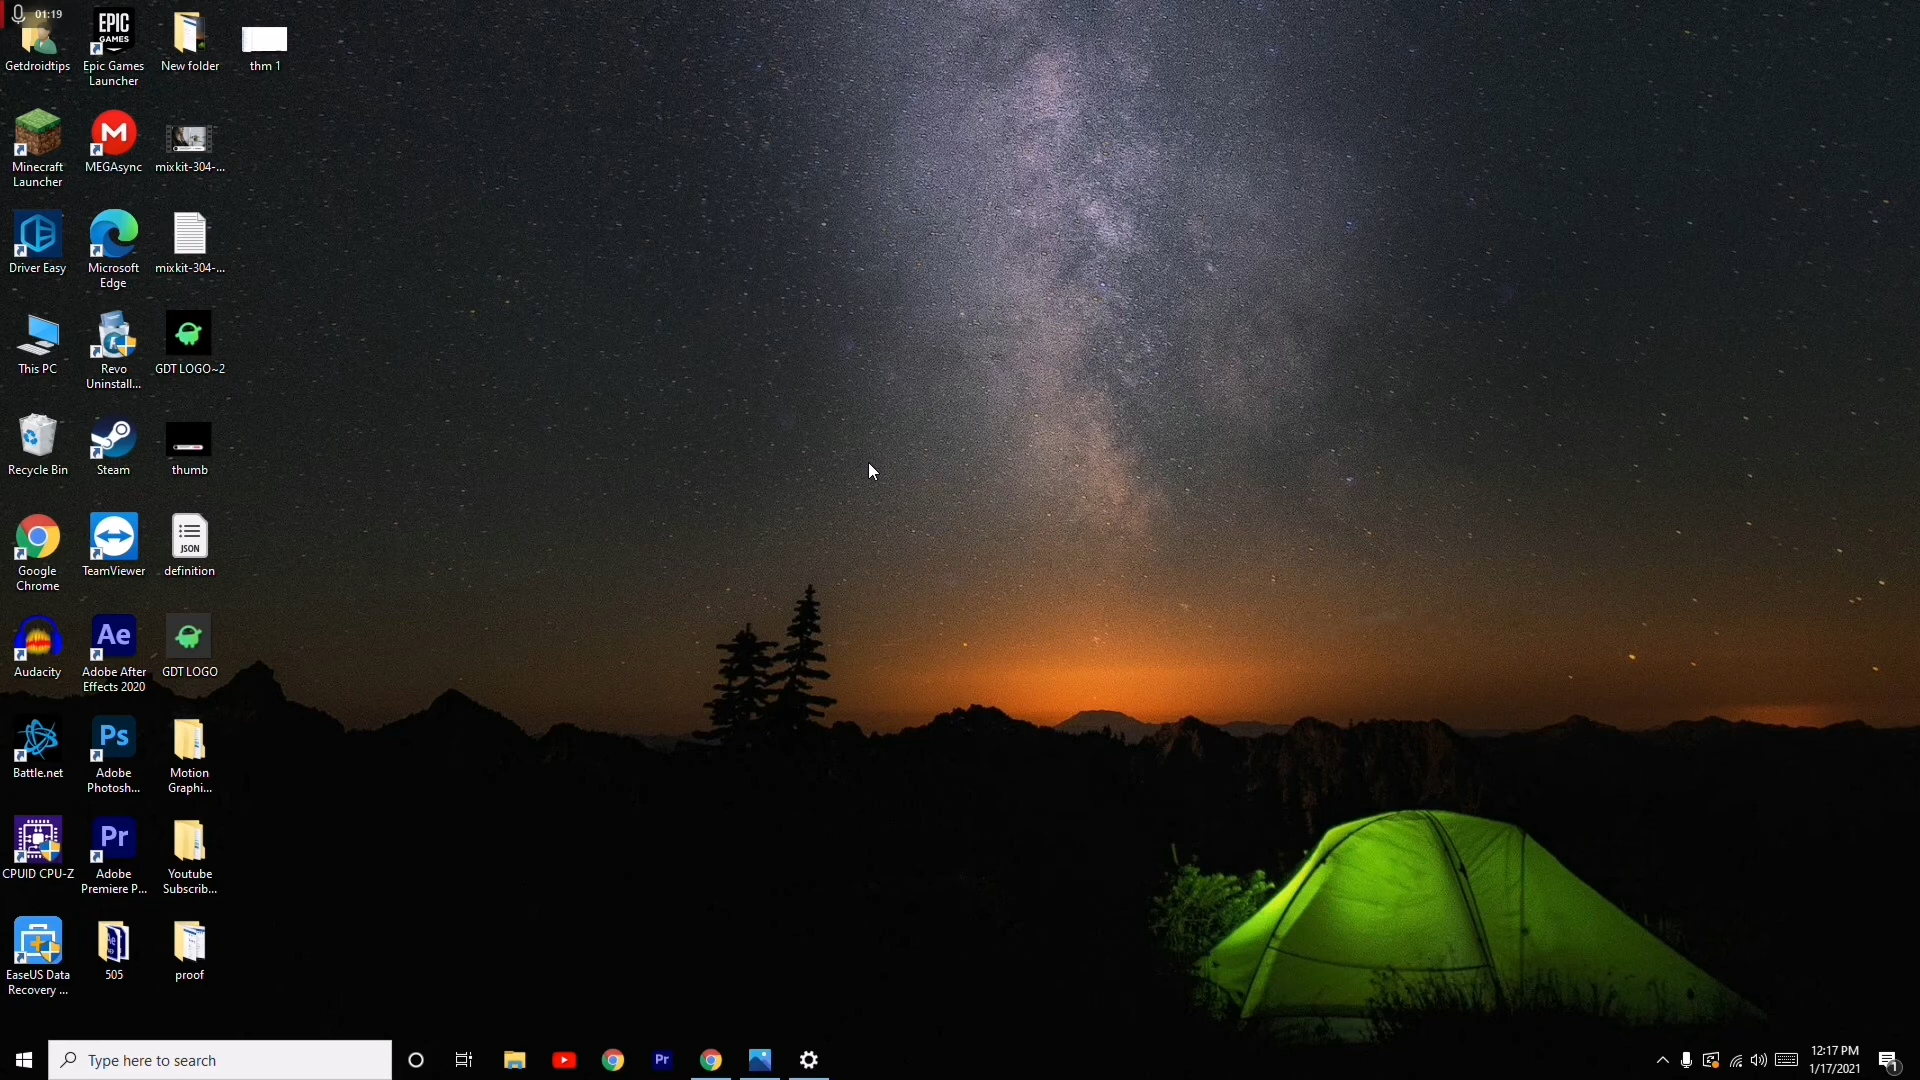 01:19
Getdroidtips
EPIC
GAMES
Epic Games
Launcher
New folder
thm 1
Minecraft
Launcher
M
MEGAsync
mixkit-304-...
Driver Easy
Microsoft
Edge
mixkit-304-...
This PC
Revo
Uninstall...
GDT LOGO~2
Recycle Bin
Steam
thumb
Google
Chrome
TeamViewer
JSON
definition
Audacity
Ae
Adobe After
Effects 2020
GDT LOGO
Battle.net
Ps
Adobe
Photosh...
Motion
Graphi...
CPUID CPU-Z
Pr
Adobe
Premiere P...
Youtube
Subscrib...
EaseUS Data
Recovery ...
505
proof
Type here to search
Pr
12:17 PM
1/17/2021
1